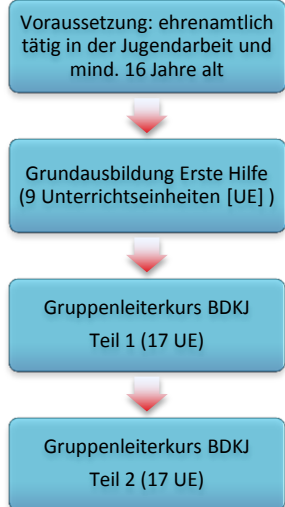 Voraussetzung: ehrenamtlich
tätig in der Jugendarbeit und
mind. 16 Jahre alt
Grundausbildung Erste Hilfe
(9 Unterrichtseinheiten [UE] )
Gruppenleiterkurs BDKJ
Teil 1 (17 UE)
Gruppenleiterkurs BDKJ
Teil 2 (17 UE)